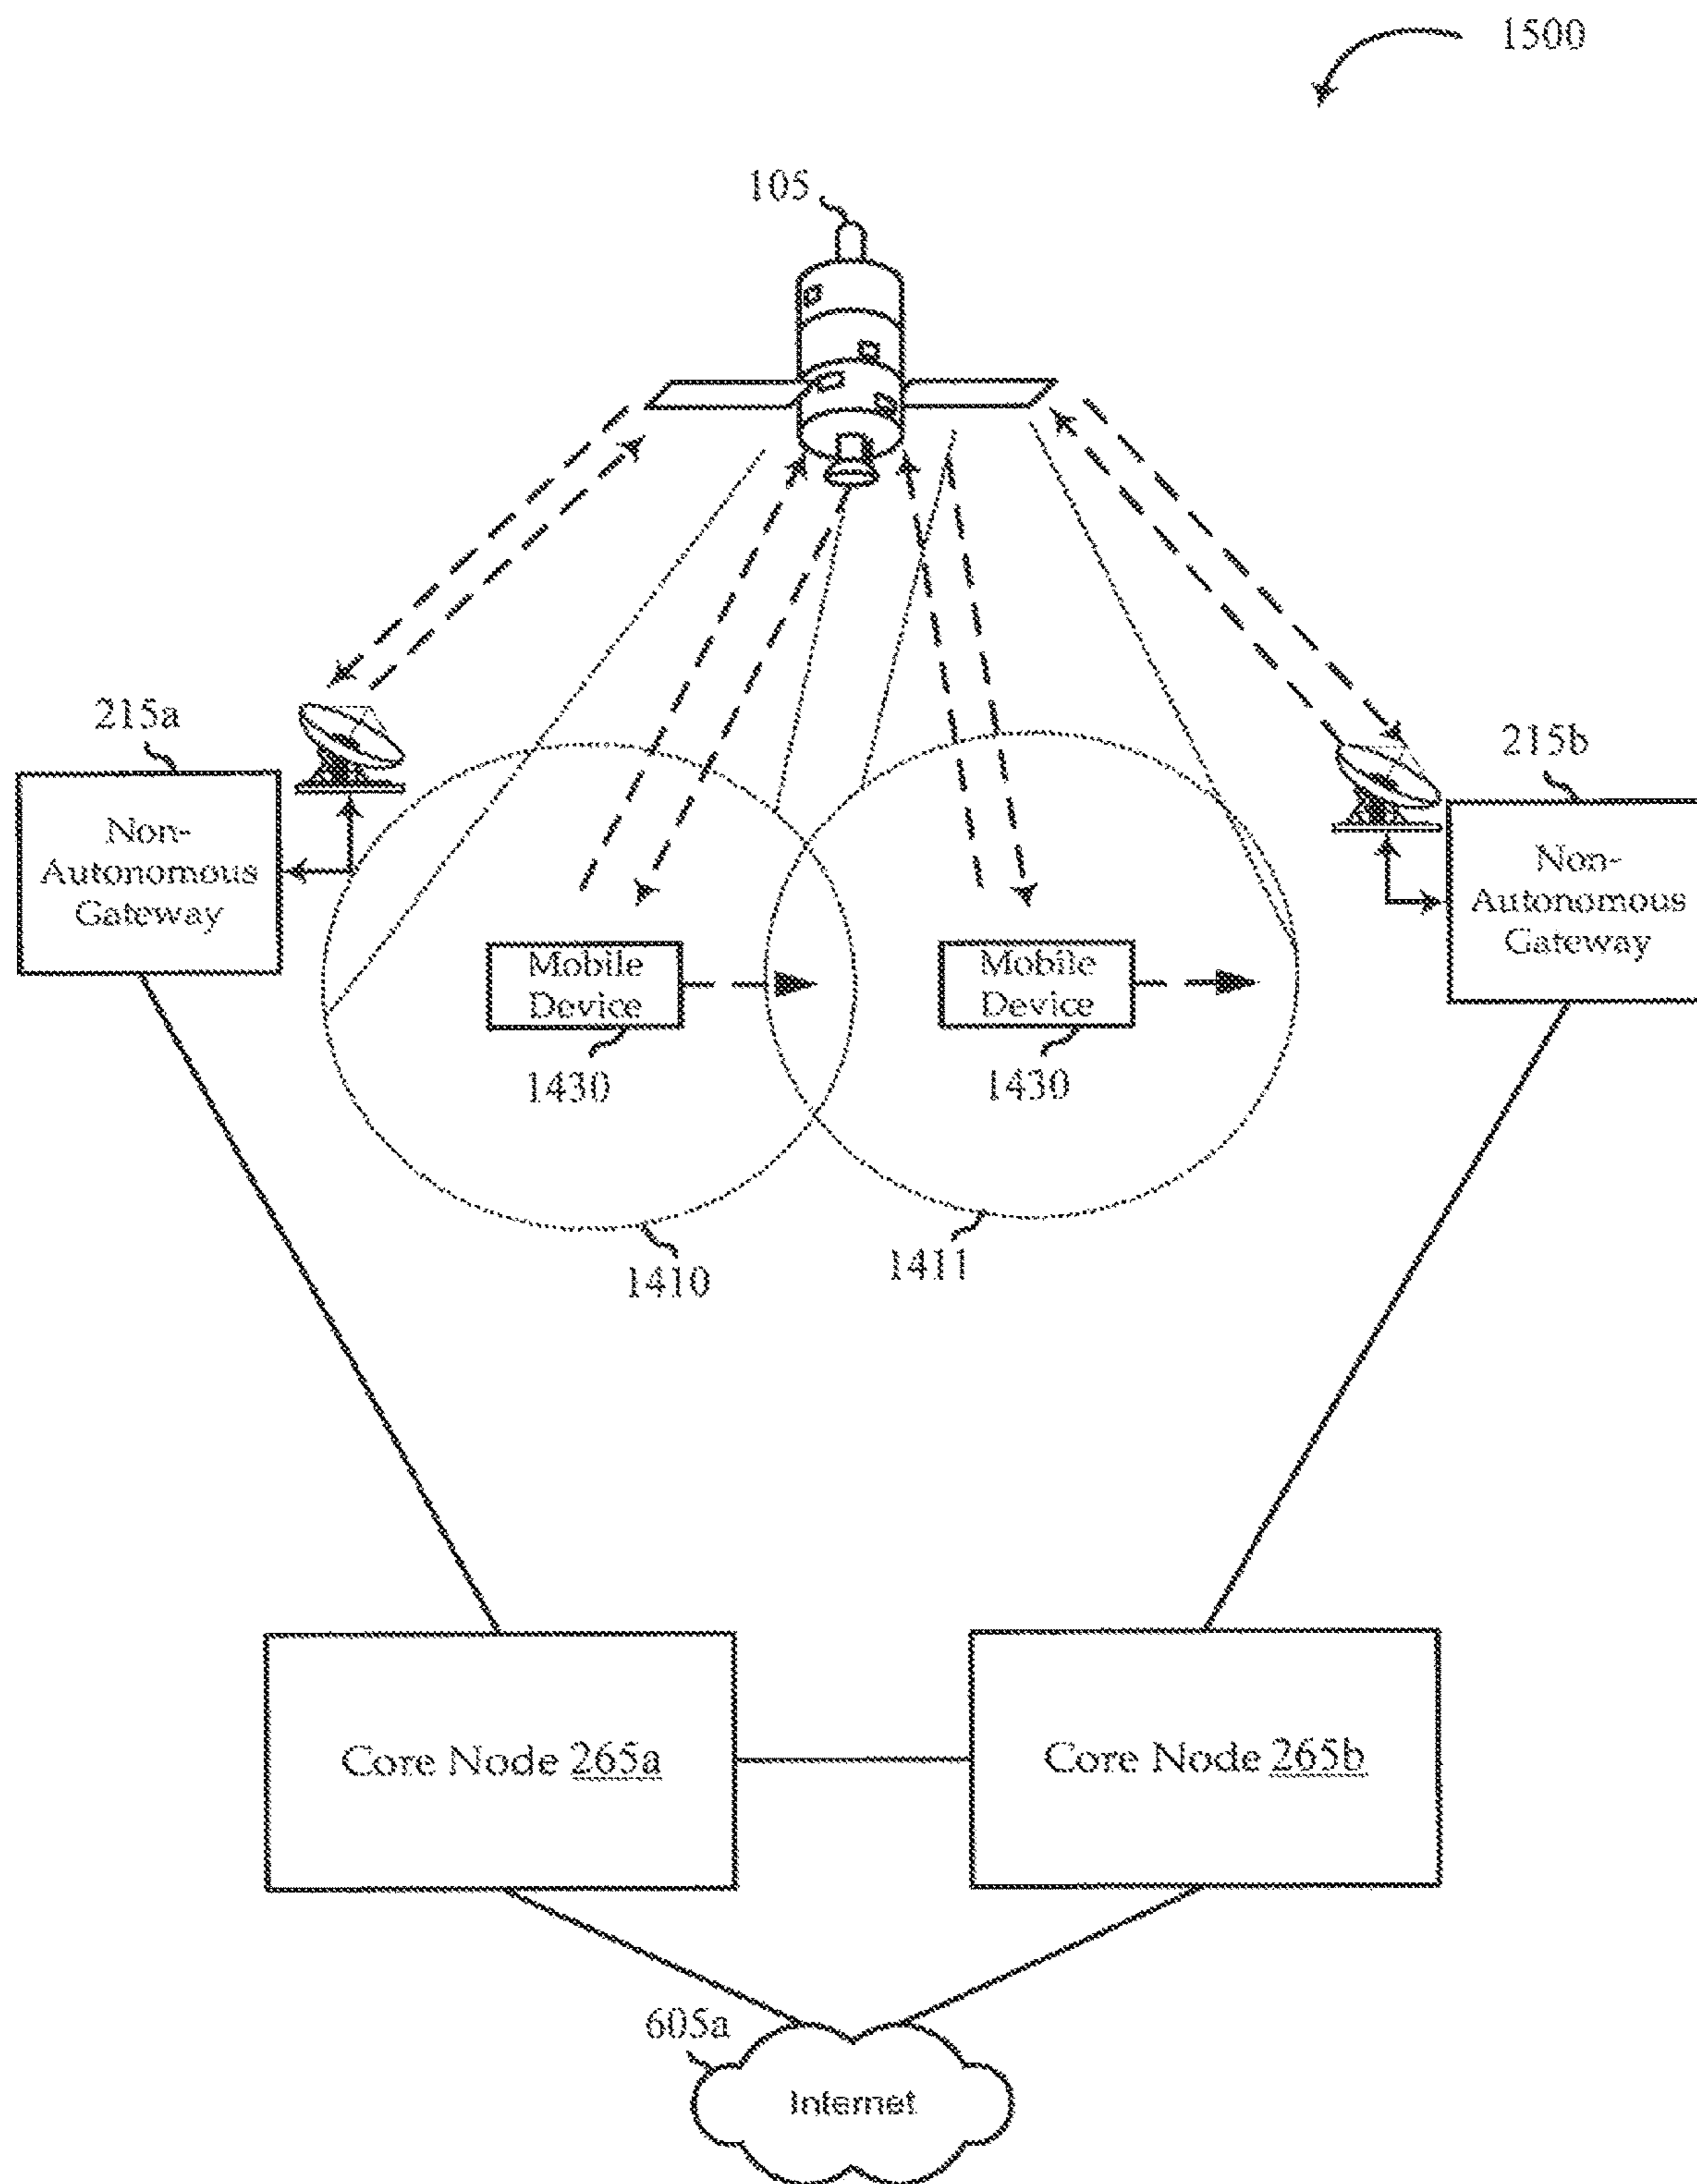 1500
105
215a
Non-
Autonomous
Gateway
215b
Non-
Autonomous
Gateway
Mobile
Device
1430
Mobile
Device
1430
1410
1411
Core Node 265a
Core Node 265b
605a
Internet